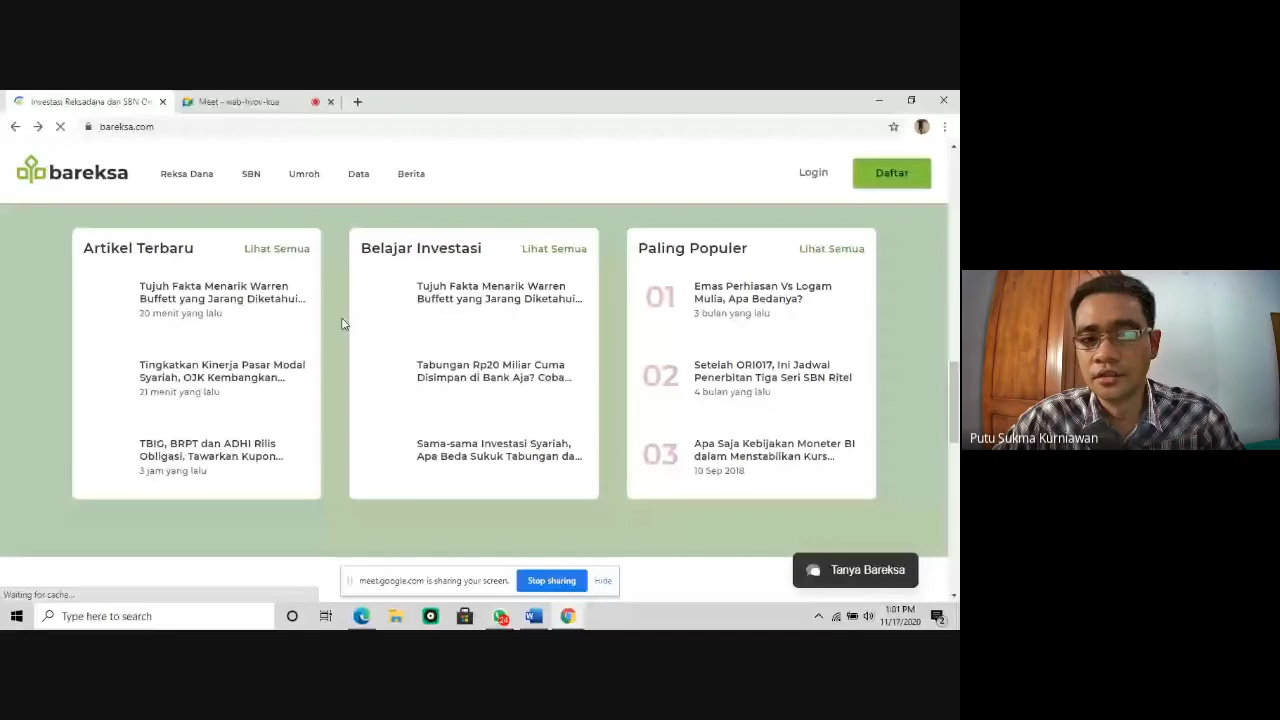 Investasi Reksadana dan SBN On
Meet - wab-hvpv-kua
bareksa.com
bareksa
Reksa Dana
SBN
Umroh
Data
Berita
Login
Daftar
Artikel Terbaru
Lihat Semua
Tujuh Fakta Menarik Warren
Buffett yang Jarang Diketahui...
20 menit yang lalu
Tingkatkan Kinerja Pasar Modal
Syariah, OJK Kembangkan...
21 menit yang lalu
TBIG, BRPT dan ADHI Rilis
Obligasi, Tawarkan Kupon...
3 jam yang lalu
Belajar Investasi
Lihat Semua
Tujuh Fakta Menarik Warren
Buffett yang Jarang Diketahui...
Tabungan Rp20 Miliar Cuma
Disimpan di Bank Aja? Coba...
Sama-sama Investasi Syariah,
Apa Beda Sukuk Tabungan da...
Paling Populer
Lihat Semua
01
Emas Perhiasan Vs Logam
Mulia, Apa Bedanya?
3 bulan yang lalu
02
Setelah ORI017, Ini Jadwal
Penerbitan Tiga Seri SBN Ritel
4 bulan yang lalu
03
Apa Saja Kebijakan Moneter BI
dalam Menstabilkan Kurs...
10 Sep 2018
Putu Sukma Kurniawan
Tanya Bareksa
meet.google.com is sharing your screen.
Stop sharing
Hide
Waiting for cache...
Type here to search
24
1:01 PM
11/17/2020
2